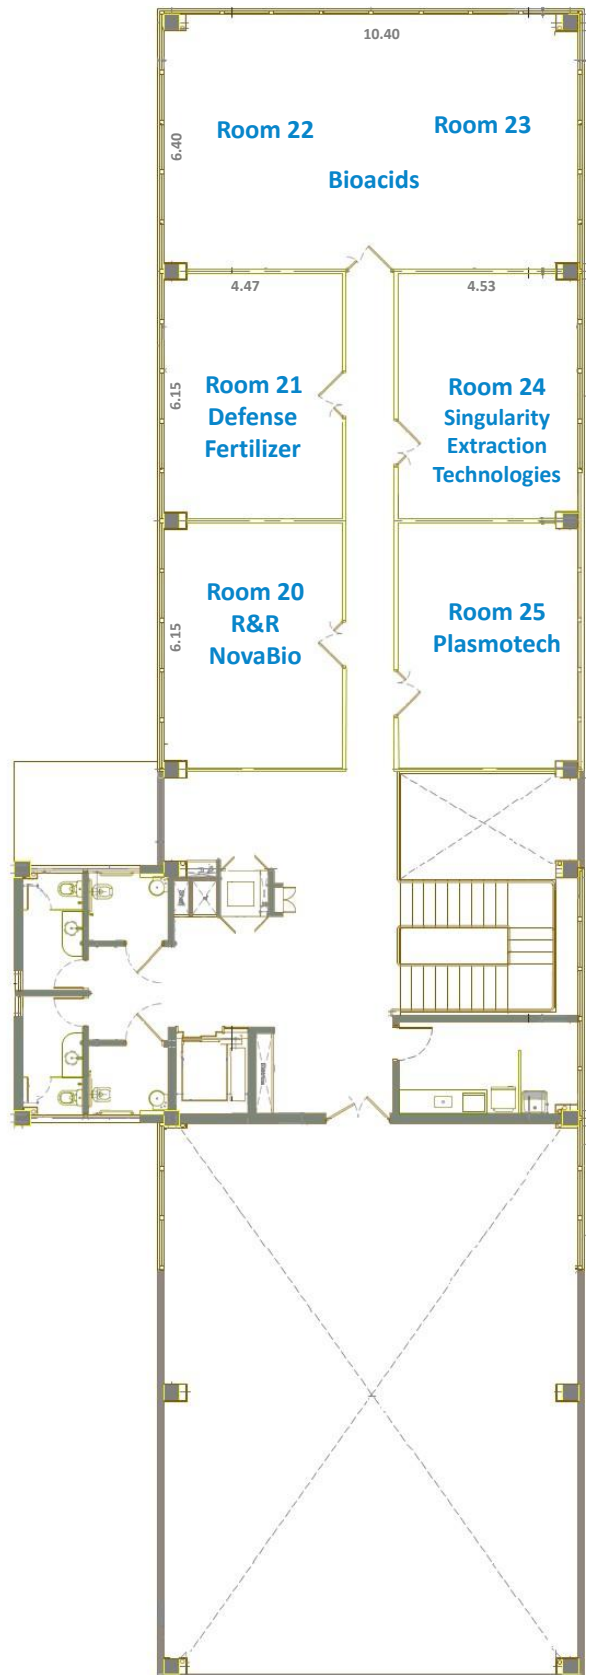 10.40
Room 22
Room 23
6.40
Bioacids
4.47
4.53
6.15
Room 21
Defense
Fertilizer
Room 24
Singularity
Extraction
Technologies
6.15
Room 20
R&R
NovaBio
Room 25
Plasmotech